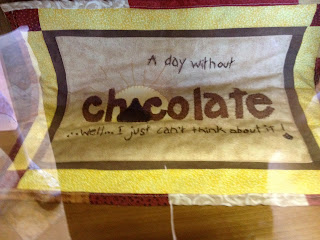 A day without
chocolate
...well... I just can't think about it!